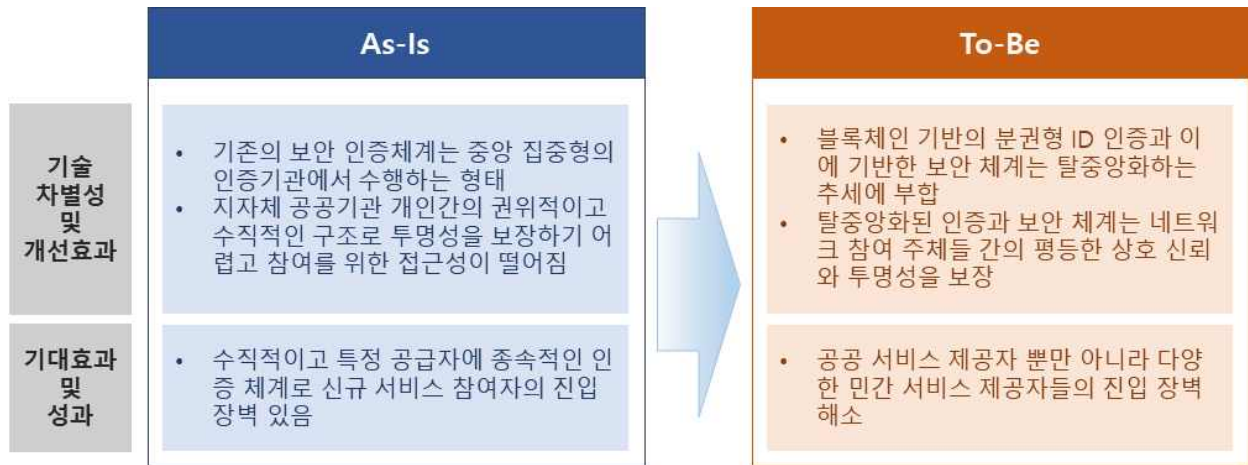 As-Is
To-Be
기술
차별성
및
개선효과
• 기존의 보안 인증체계는 중앙 집중형의
인증기관에서 수행하는 형태
• 지자체 공공기관 개인간의 권위적이고
수직적인 구조로 투명성을 보장하기 어
렵고 참여를 위한 접근성이 떨어짐
• 블록체인 기반의 분권형 ID 인증과 이
에 기반한 보안 체계는 탈중앙화하는
추세에 부합
• 탈중앙화된 인증과 보안 체계는 네트워
크 참여 주체들 간의 평등한 상호 신뢰
와 투명성을 보장
기대효과
및
성과
• 수직적이고 특정 공급자에 종속적인 인
증 체계로 신규 서비스 참여자의 진입
장벽 있음
• 공공 서비스 제공자 뿐만 아니라 다양
한 민간 서비스 제공자들의 진입 장벽
해소